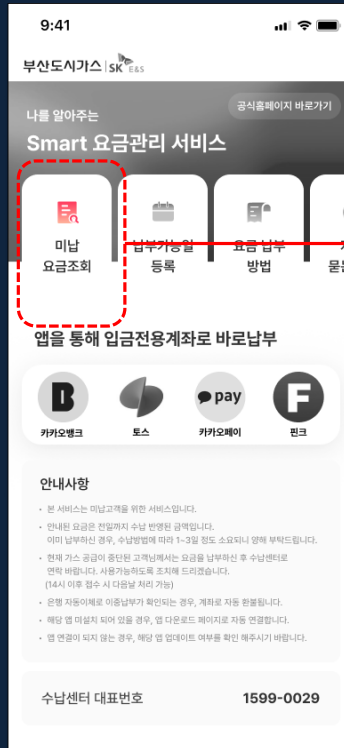 9:41
부산도시가스 SK E&S
공식홈페이지 바로가기
나를 알아주는
Smart 요금관리 서비스
미납
요금조회
납부가능일
등록
요금 납부
방법
앱을 통해 입금전용계좌로 바로납부
B
pay
핀
카카오뱅크
토스
카카오페이
핀크
안내사항
• 본 서비스는 미납고객을 위한 서비스입니다.
• 안내된 요금은 전일까지 수납 반영된 금액입니다.
이미 납부하신 경우, 수납방법에 따라 1~3일 정도 소요되니 양해 부탁드립니다.
• 현재 가스 공급이 중단된 고객님께서는 요금을 납부하신 후 수납센터로
연락 바랍니다. 사용가능하도록 조치해 드리겠습니다.
(14시 이후 접수 시 다음날 처리 가능)
• 은행 자동이체로 이중납부가 확인되는 경우, 계좌로 자동 환불됩니다.
• 해당 앱 미설치 되어 있을 경우, 앱 다운로드 페이지로 자동 연결합니다.
• 앱 연결이 되지 않는 경우, 해당 앱 업데이트 여부를 확인 해주시기 바랍니다.
수납센터 대표번호
1599-0029